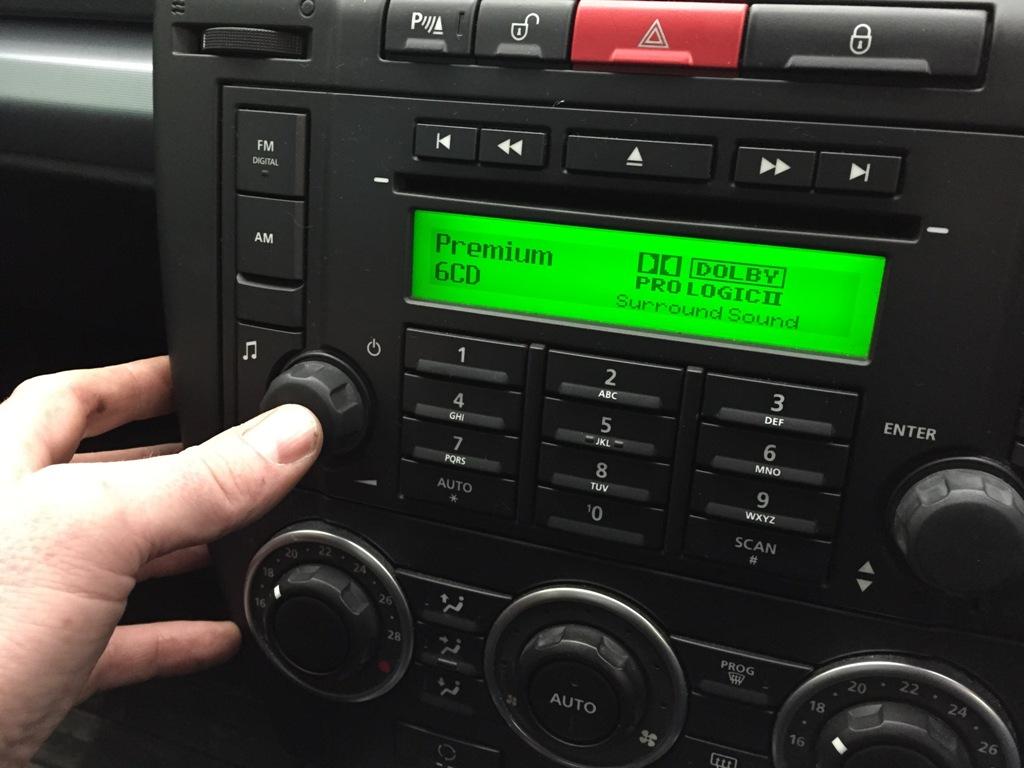 P
FM
DIGITAL
AM
Premium
6CD
DOLBY
PRO LOGIC II
Surround Sound
1
2
ABC
3
DEF
4
GHI
5
JKL
6
MNO
7
PQRS
8
TUV
9
WXYZ
AUTO
*
10
SCAN
#
ENTER
16 18 20 22 24 26 28
AUTO
PROG
16 18 20 22 24 26